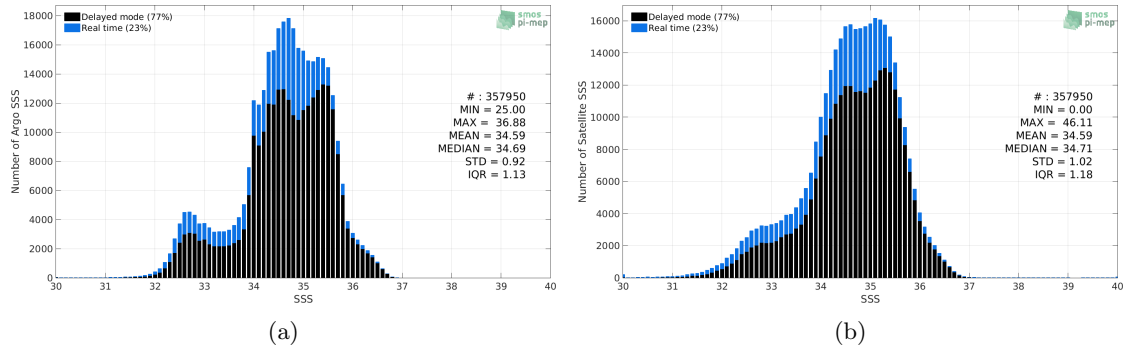 Delayed mode (77%)
Real time (23%)
smos
pi-mep
18000
16000
14000
12000
10000
8000
6000
4000
2000
0
Number of Argo SSS
# : 357950
MIN = 25.00
MAX = 36.88
MEAN = 34.59
MEDIAN = 34.69
STD = 0.92
IQR = 1.13
30 31 32 33 34 35 36 37 38 39 40
SSS
(a)
Delayed mode (77%)
Real time (23%)
smos
pi-mep
16000
14000
12000
10000
8000
6000
4000
2000
0
Number of Satellite SSS
# : 357950
MIN = 0.00
MAX = 46.11
MEAN = 34.59
MEDIAN = 34.71
STD = 1.02
IQR = 1.18
30 31 32 33 34 35 36 37 38 39 40
SSS
(b)